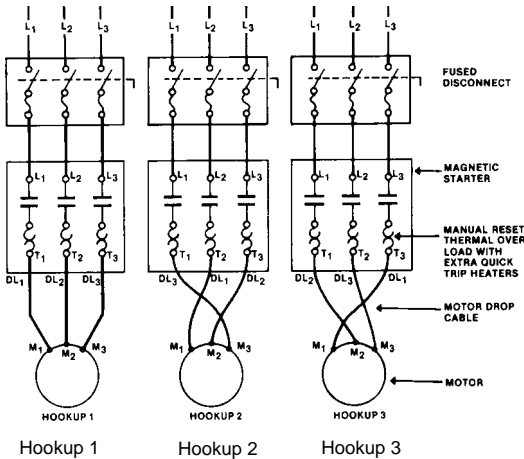 L1 L2 L3 L1 L2 L3 L1 L2 L3
FUSED
DISCONNECT
L1 L2 L3 L1 L2 L3 L1 L2 L3
MAGNETIC
STARTER
T1 T2 T3 T1 T2 T3 T1 T2 T3
MANUAL RESET
THERMAL OVER
LOAD WITH
EXTRA QUICK
TRIP HEATERS
DL1 DL2 DL3 DL3 DL1 DL2 DL2 DL3 DL1
MOTOR DROP
CABLE
M1 M2 M3 M1 M2 M3 M1 M2 M3
MOTOR
HOOKUP 1 HOOKUP 2 HOOKUP 3
Hookup 1 Hookup 2 Hookup 3